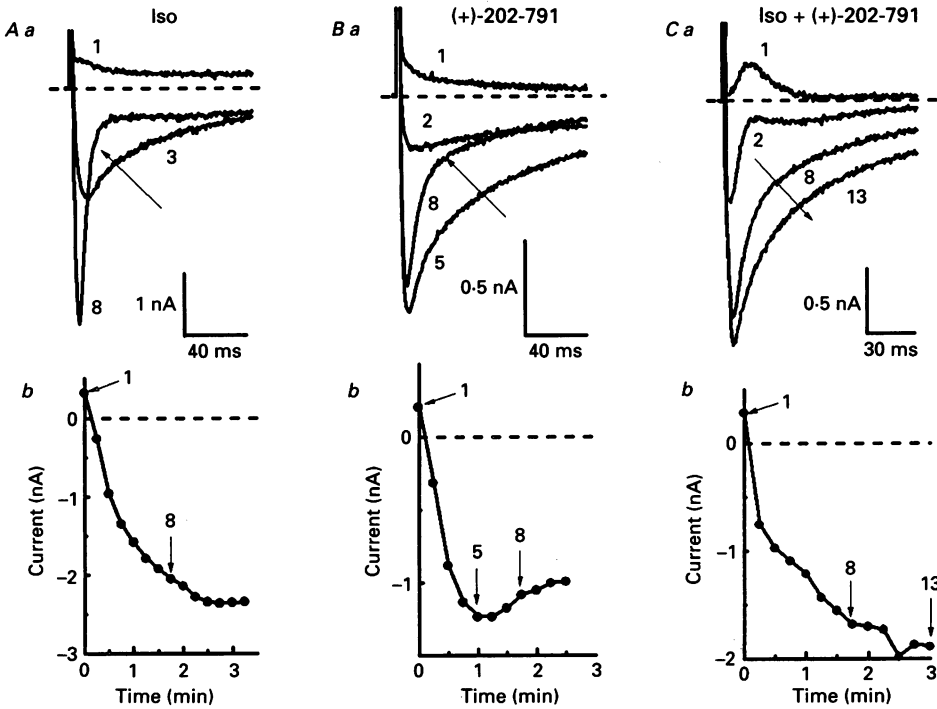 Iso
(+)-202-791
Iso + (+)-202-791
A a
B a
C a
1
3
8
1 nA
40 ms
1
2
8
5
0·5 nA
40 ms
1
2
8
13
0·5 nA
30 ms
b
1
8
0
−1
−2
−3
Current (nA)
0
1
2
3
Time (min)
b
1
5
8
0
−1
Current (nA)
0
1
2
3
Time (min)
b
1
8
13
0
−1
−2
Current (nA)
0
1
2
3
Time (min)